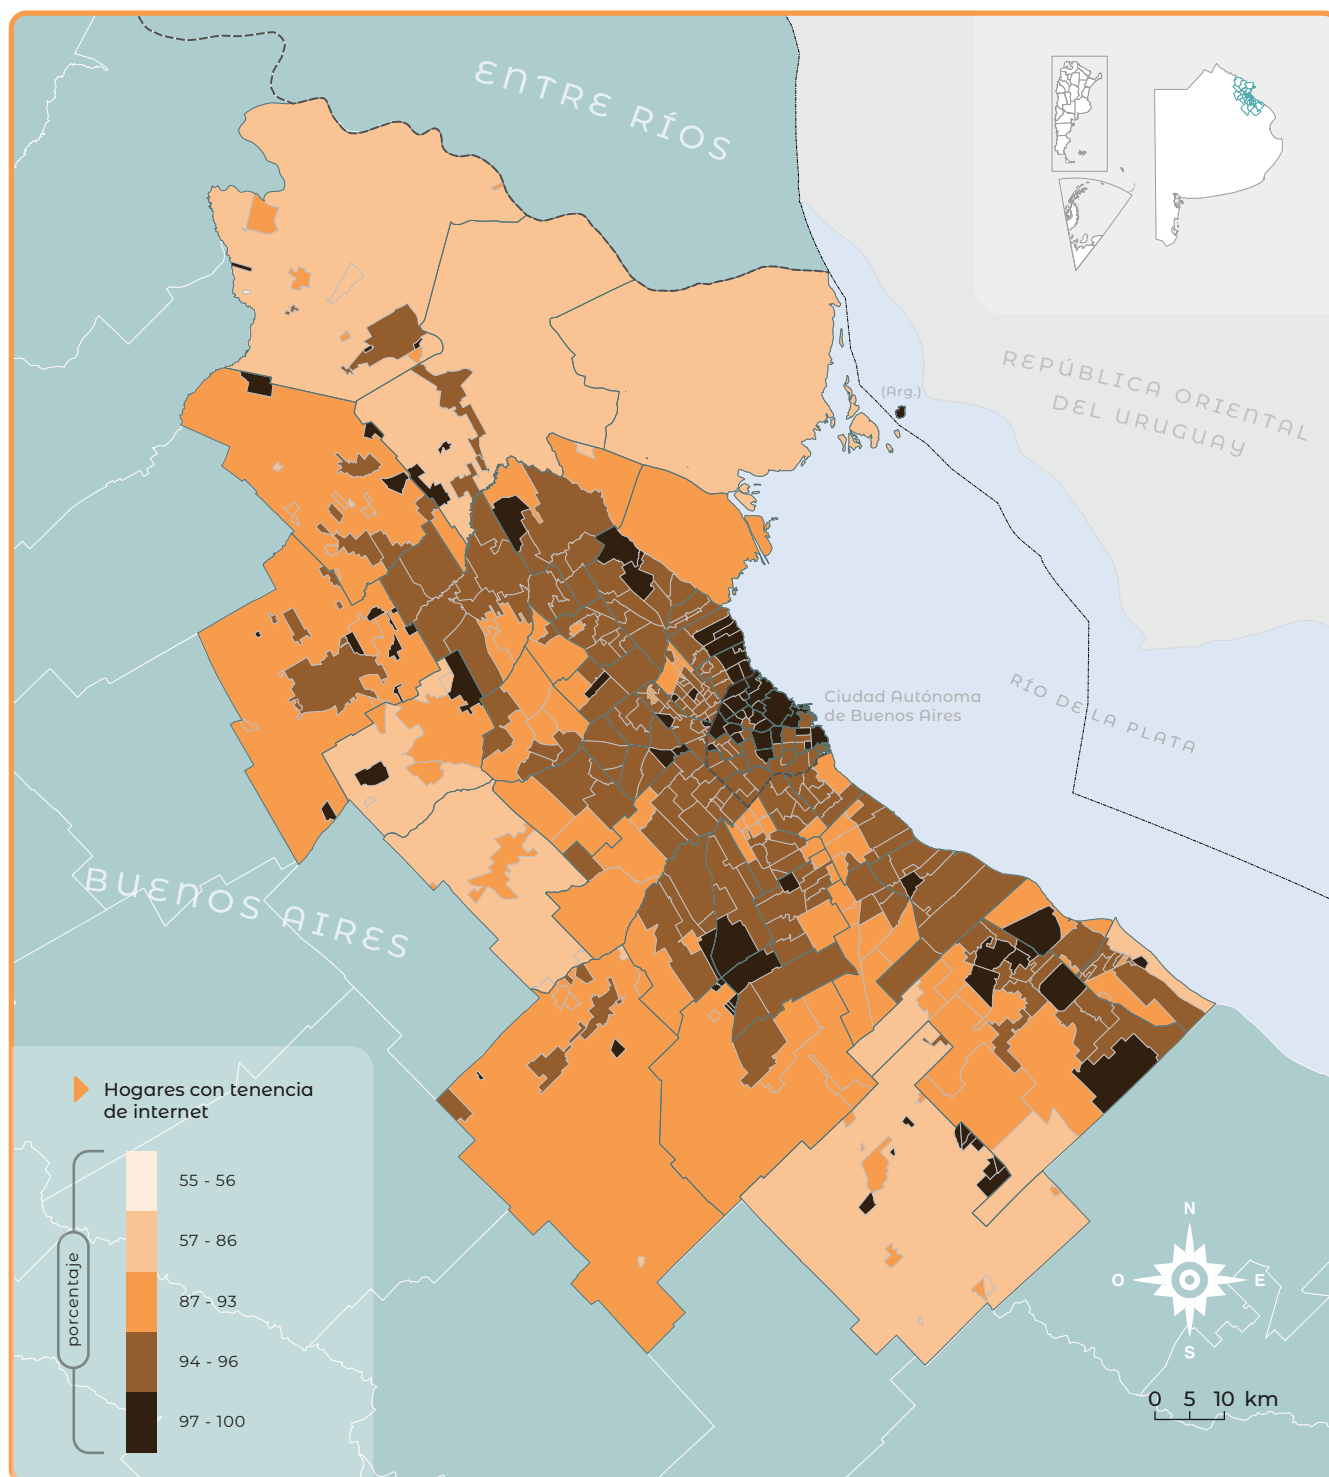 ENTRE RÍOS
REPÚBLICA ORIENTAL
DEL URUGUAY
(Arg.)
RÍO DE LA PLATA
Ciudad Autónoma
de Buenos Aires
BUENOS AIRES
Hogares con tenencia
de internet
porcentaje
55 - 56
57 - 86
87 - 93
94 - 96
97 - 100
N
O
E
S
0 5 10 km